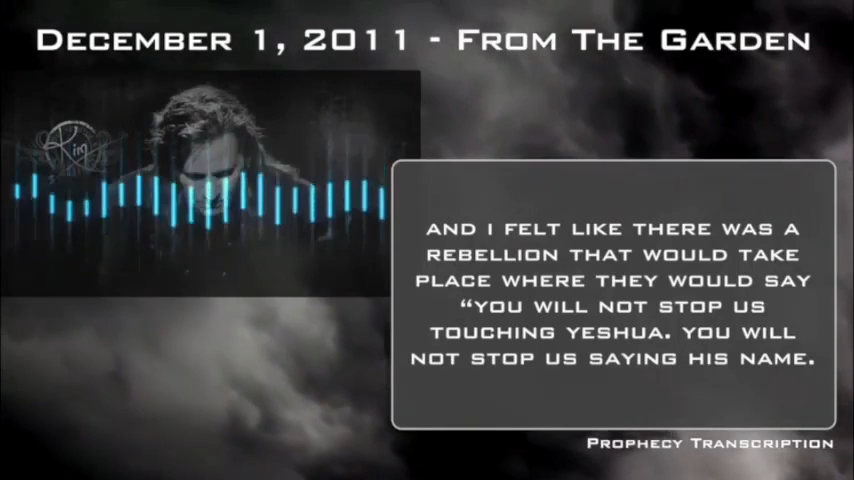 December 1, 2011 - From The Garden
Kim
AND I FELT LIKE THERE WAS A
REBELLION THAT WOULD TAKE
PLACE WHERE THEY WOULD SAY
“YOU WILL NOT STOP US
TOUCHING YESHUA. YOU WILL
NOT STOP US SAYING HIS NAME.
Prophecy Transcription